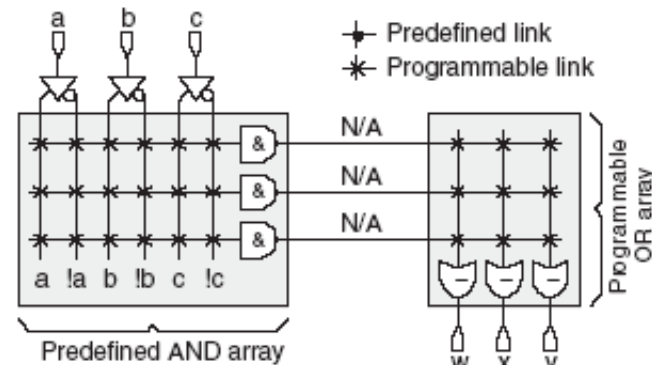 a b c
Predefined link
Programmable link
N/A
&
N/A
&
N/A
&
a !a b !b c !c
Programmable
OR array
Predefined AND array
w x y